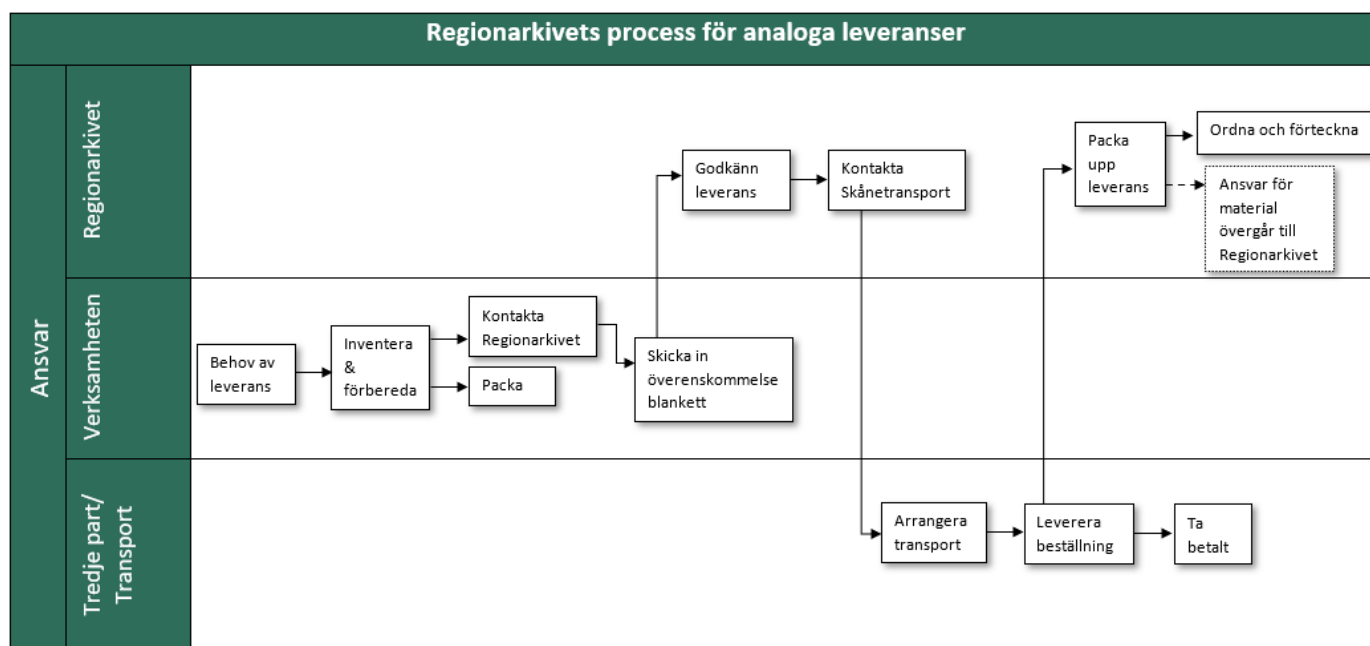 Regionarkivets process för analoga leveranser
Ansvar
Regionarkivet
Godkänn
leverans
Kontakta
Skånetransport
Packa
upp
leverans
Ordna och förteckna
Ansvar för
material
övergår till
Regionarkivet
Verksamheten
Behov av
leverans
Inventera
&
förbereda
Kontakta
Regionarkivet
Packa
Skicka in
överenskommelse
blankett
Tredje part/
Transport
Arrangera
transport
Leverera
beställning
Ta
betalt